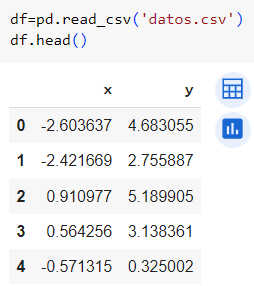 df=pd.read_csv('datos.csv')
df.head()
x y
0 -2.603637 4.683055
1 -2.421669 2.755887
2 0.910977 5.189905
3 0.564256 3.138361
4 -0.571315 0.325002